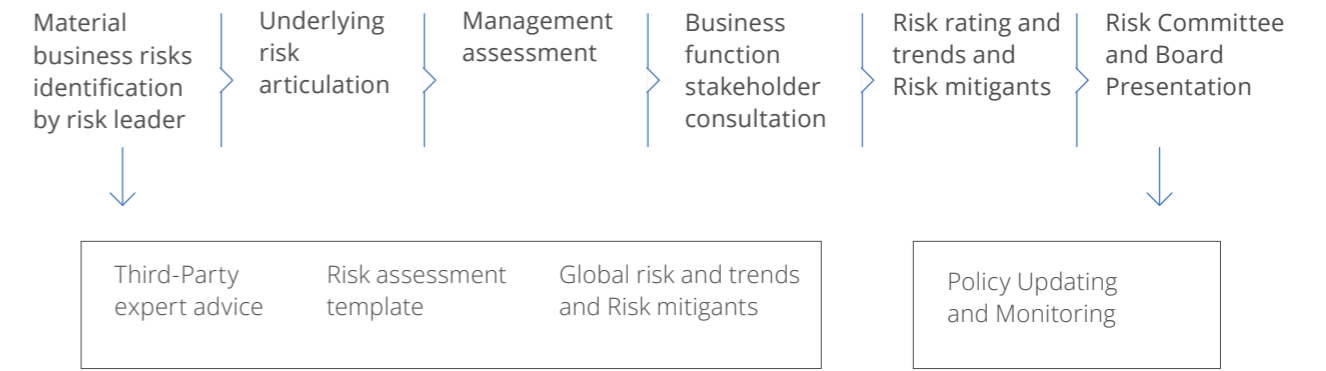 Material
business risks
identification
by risk leader
Underlying
risk
articulation
Management
assessment
Business
function
stakeholder
consultation
Risk rating and
trends and
Risk mitigants
Risk Committee
and Board
Presentation
Third-Party
expert advice
Risk assessment
template
Global risk and trends
and Risk mitigants
Policy Updating
and Monitoring